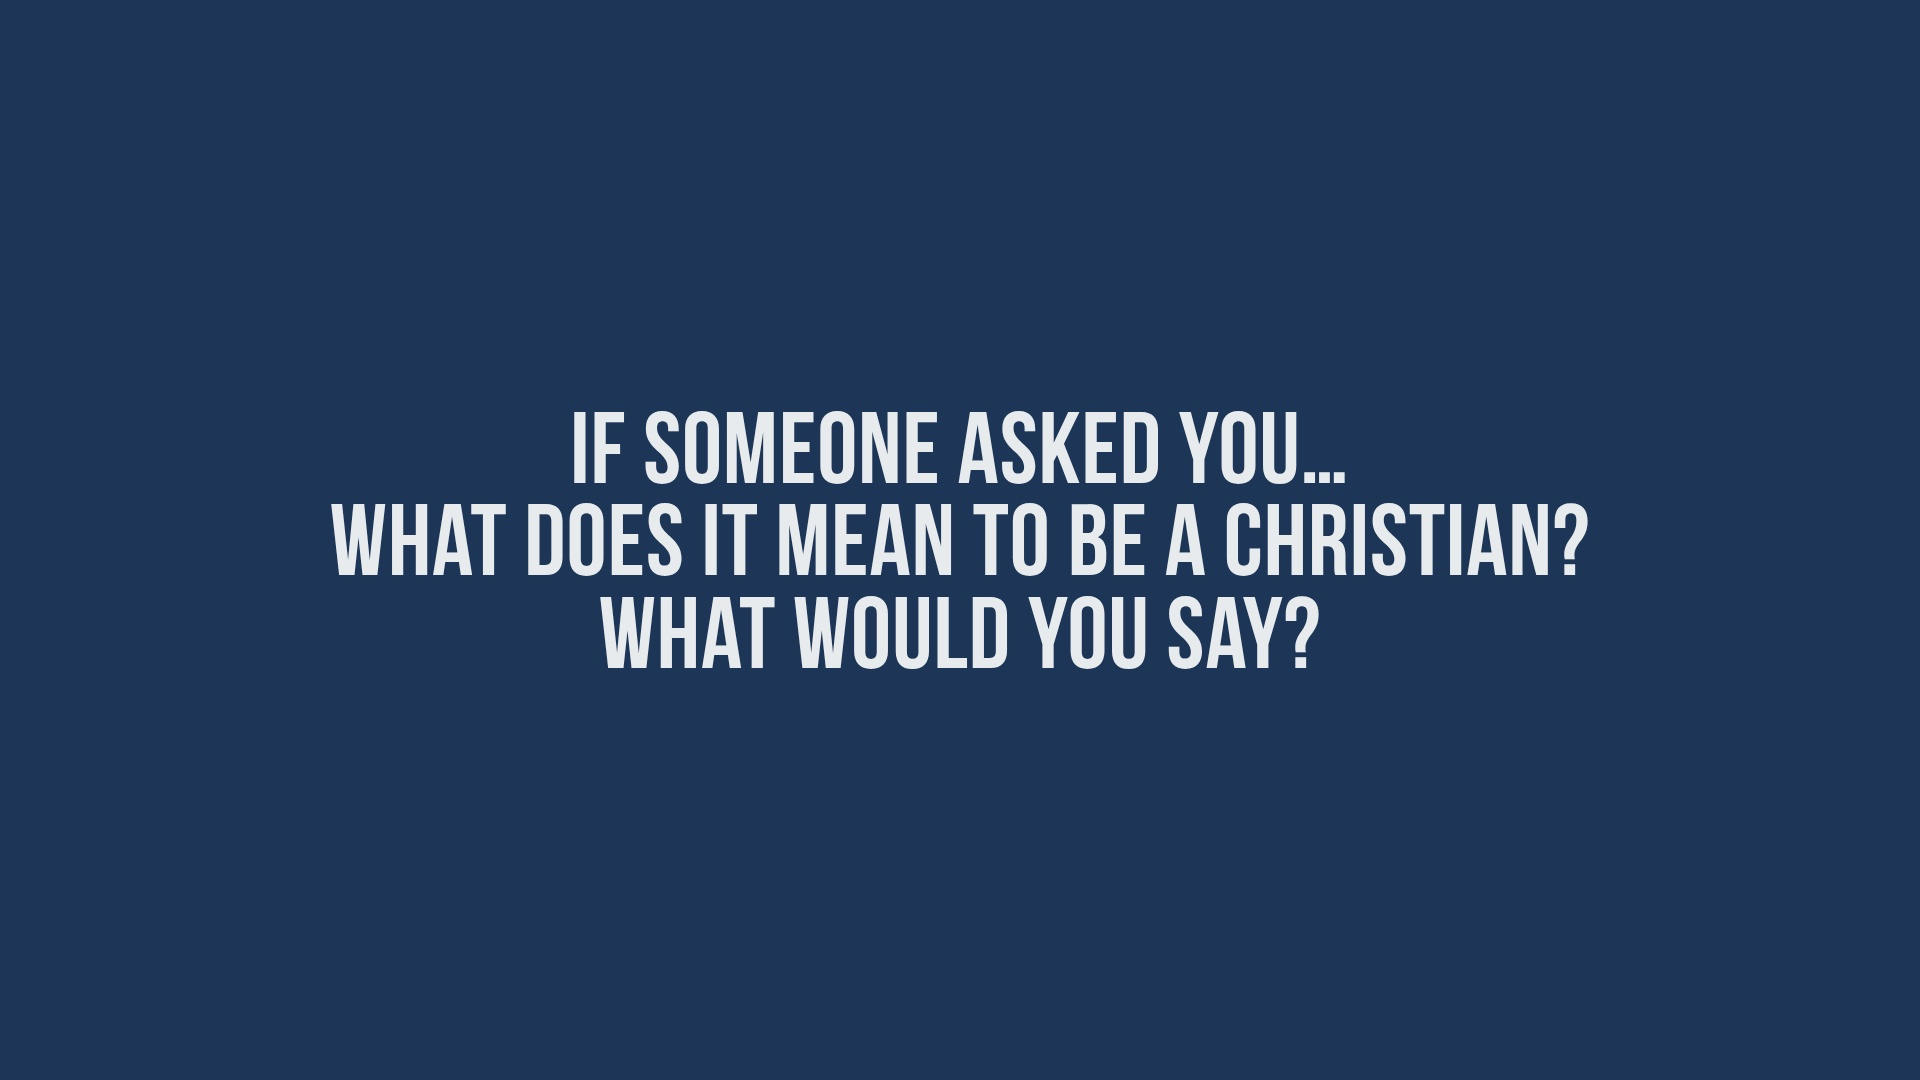 IF SOMEONE ASKED YOU...
WHAT DOES IT MEAN TO BE A CHRISTIAN?
WHAT WOULD YOU SAY?